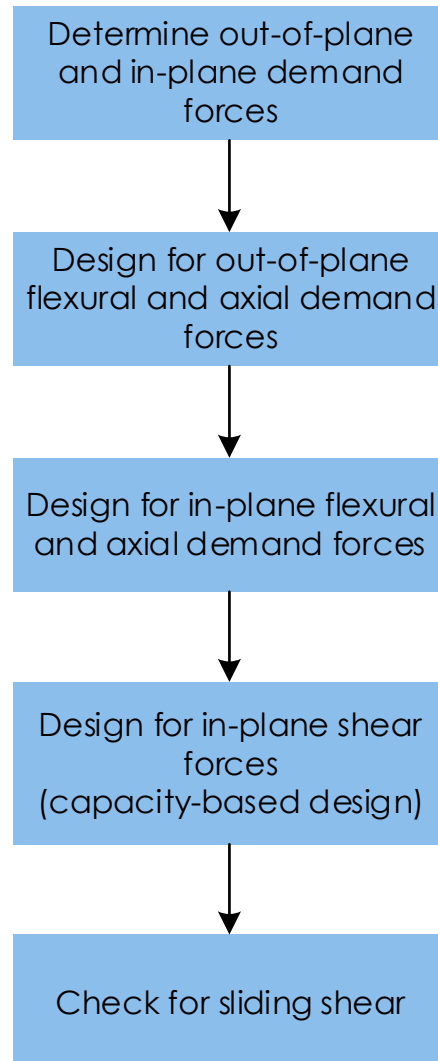 Determine out-of-plane
and in-plane demand
forces
Design for out-of-plane
flexural and axial demand
forces
Design for in-plane flexural
and axial demand forces
Design for in-plane shear
forces
(capacity-based design)
Check for sliding shear